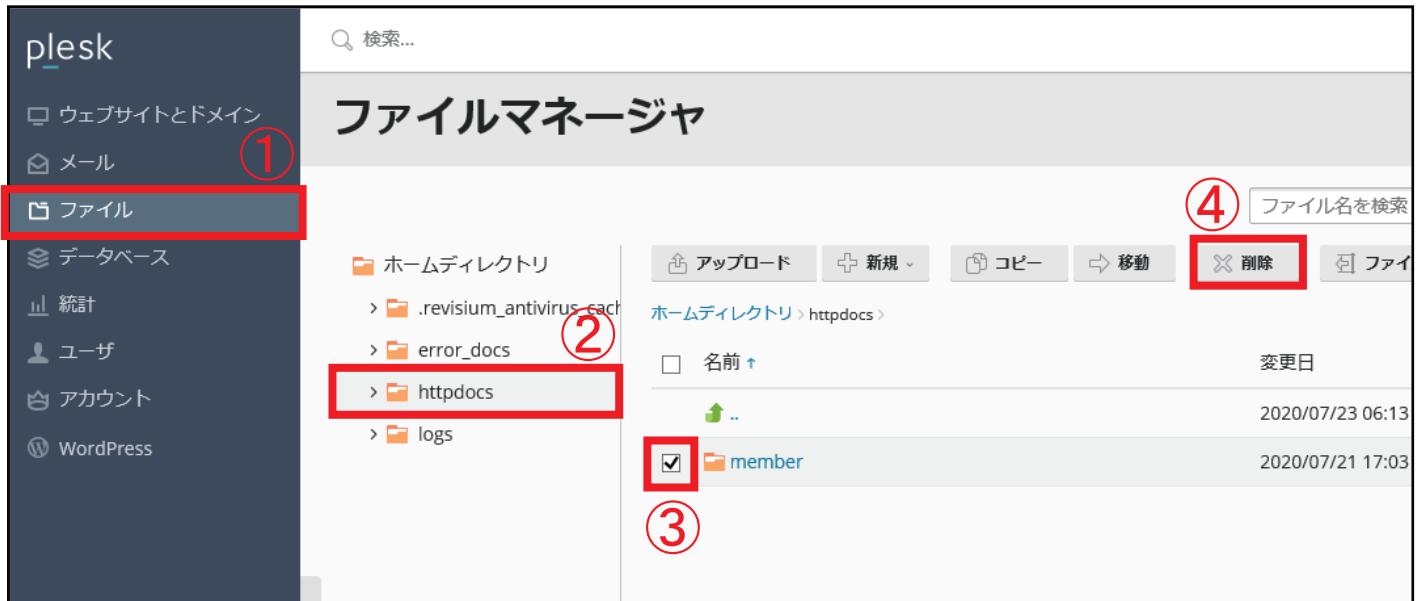 plesk
検索...
ウェブサイトとドメイン
①
メール
ファイル
データベース
統計
ユーザ
アカウント
WordPress
ファイルマネージャ
④
ファイル名を検索
ホームディレクトリ
.revisium_antivirus_cach
②
error_docs
httpdocs
logs
アップロード 新規 コピー 移動 削除 ファイ
ホームディレクトリ > httpdocs >
名前 ↑ 変更日
.. 2020/07/23 06:13
member 2020/07/21 17:03
③